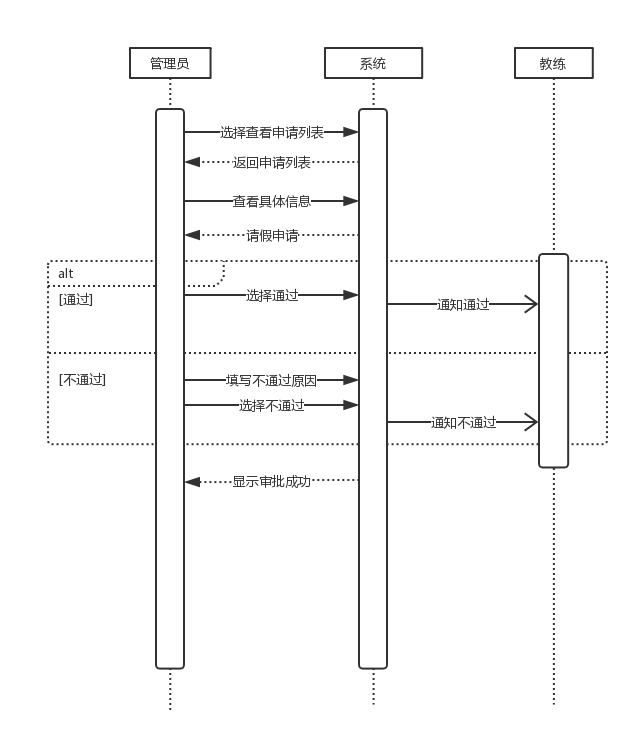 管理员
系统
教练
选择查看申请列表
返回申请列表
查看具体信息
请假申请
alt
[通过]
选择通过
通知通过
[不通过]
填写不通过原因
选择不通过
通知不通过
显示审批成功